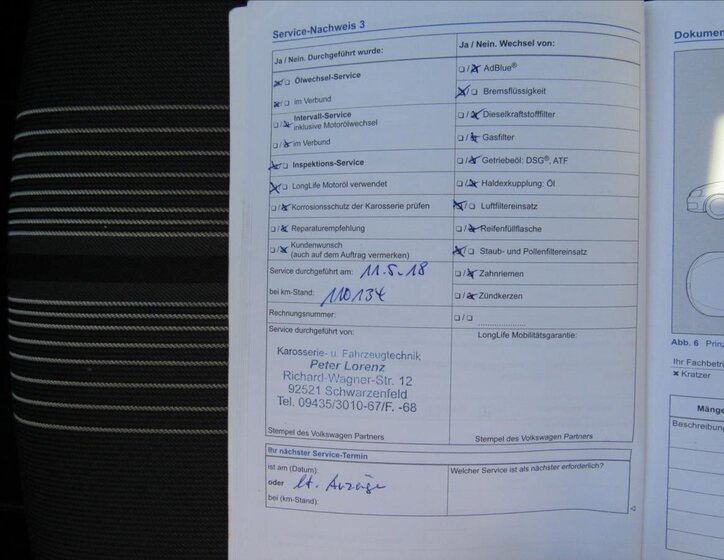 Service-Nachweis 3
Ja / Nein. Durchgeführt wurde:
Ölwechsel-Service
im Verbund
Intervall-Service
inklusive Motorölwechsel
im Verbund
Inspektions-Service
LongLife Motoröl verwendet
Korrosionsschutz der Karosserie prüfen
Reparaturempfehlung
Kundenwunsch
(auch auf dem Auftrag vermerken)
Service durchgeführt am: 11.5.18
bei km-Stand: 110134
Rechnungsnummer:
Service durchgeführt von:
Karosserie- u. Fahrzeugtechnik
Peter Lorenz
Richard-Wagner-Str. 12
92521 Schwarzenfeld
Tel. 09435/3010-67/F. -68
Stempel des Volkswagen Partners
Ja / Nein. Wechsel von:
AdBlue®
Bremsflüssigkeit
Dieselkraftstofffilter
Gasfilter
Getriebeöl: DSG®, ATF
Haldexkupplung: Öl
Luftfiltereinsatz
Reifenfüllflasche
Staub- und Pollenfiltereinsatz
Zahnriemen
Zündkerzen
LongLife Mobilitätsgarantie:
Stempel des Volkswagen Partners
Ihr nächster Service-Termin
ist am (Datum):
oder lt. Anzeige
bei (km-Stand):
Welcher Service ist als nächster erforderlich?
Abb. 6
Kratzer